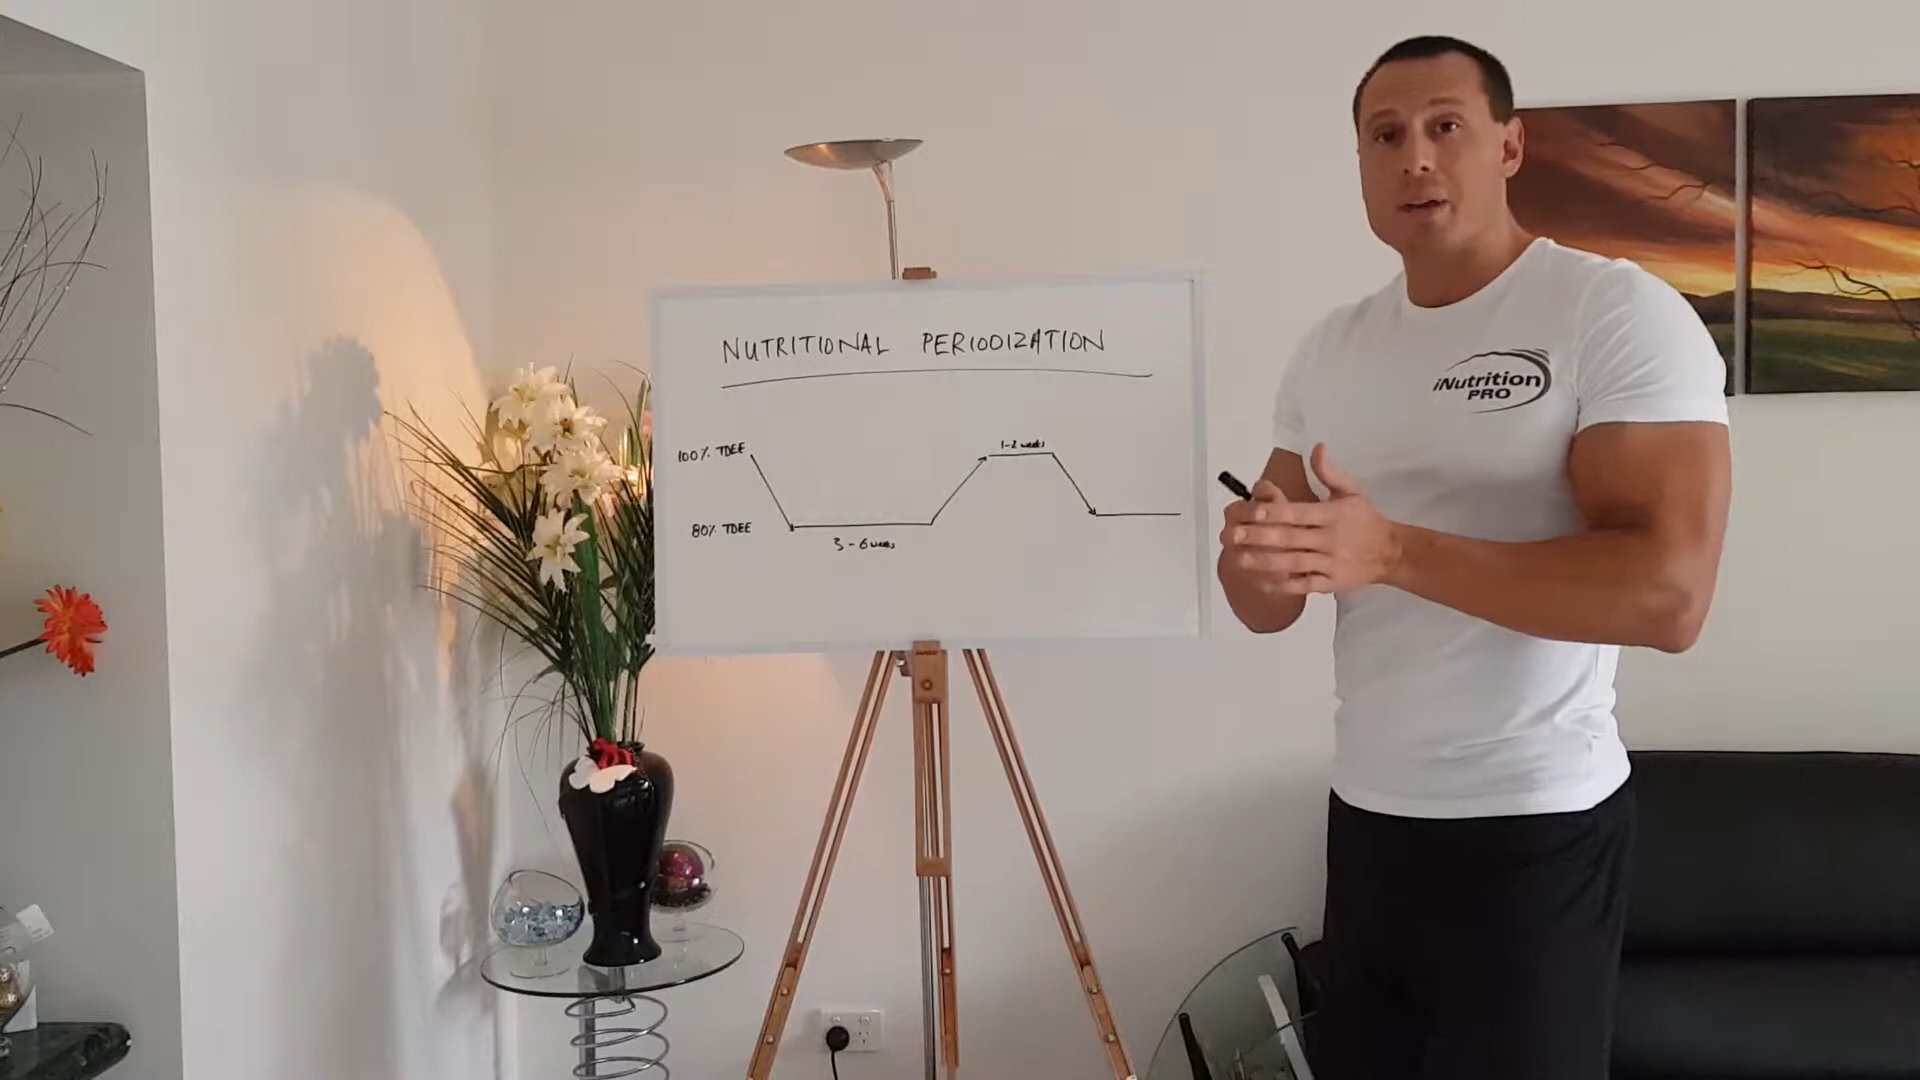 NUTRITIONAL PERIODIZATION
100% TDEE
1-2 weeks
80% TDEE
3-6 weeks
iNutrition
PRO